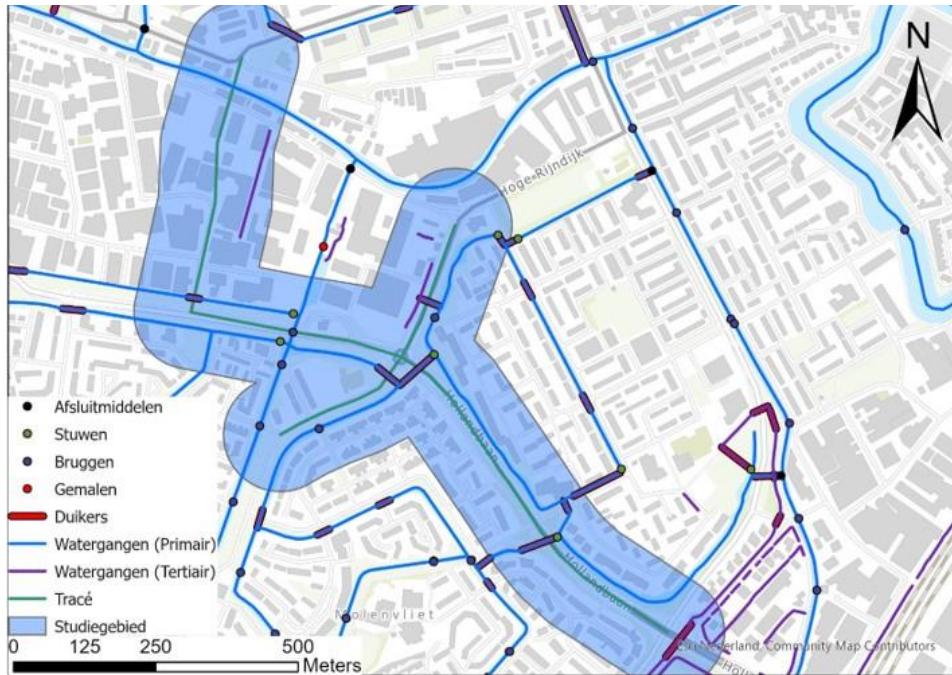 N
Hoge Rijndijk
Hollandbaan
Hollandbaan
Molenvliet
Afsluitmiddelen
Stuwen
Bruggen
Gemalen
Duikers
Watergangen (Primair)
Watergangen (Tertiair)
Tracé
Studiegebied
0 125 250 500
Meters
Nederland, Community Map Contributors